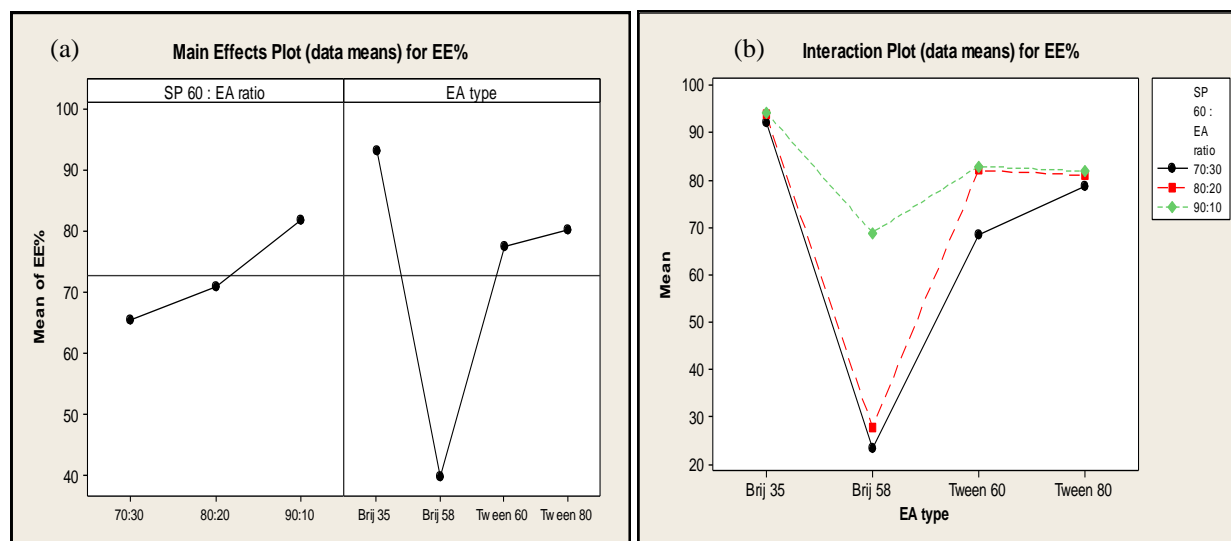 (a)
Main Effects Plot (data means) for EE%
SP 60 : EA ratio
EA type
Mean of EE%
100
90
80
70
60
50
40
70:30
80:20
90:10
Brij 35
Brij 58
Tween 60
Tween 80
(b)
Interaction Plot (data means) for EE%
Mean
100
90
80
70
60
50
40
30
20
Brij 35
Brij 58
Tween 60
Tween 80
EA type
SP
60 :
EA
ratio
70:30
80:20
90:10